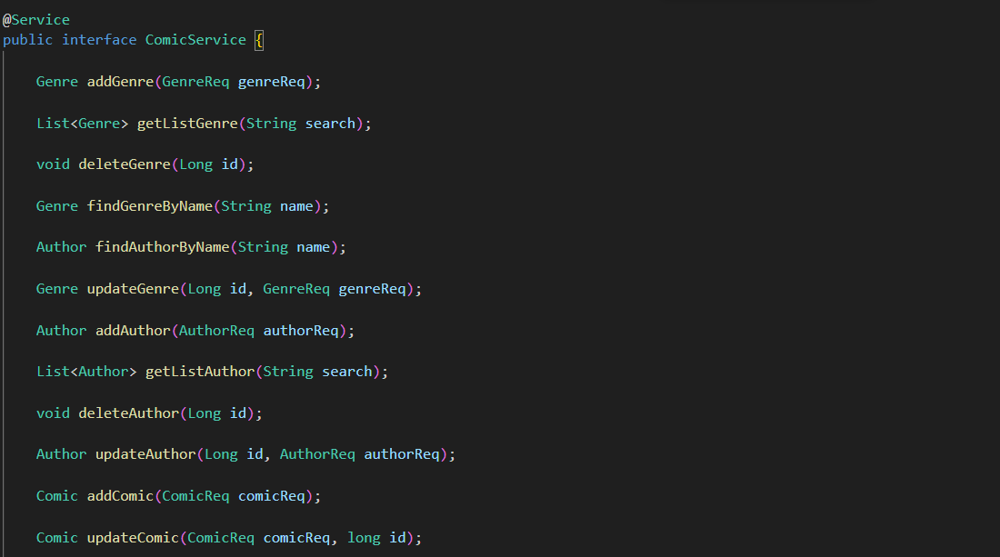 @Service
public interface ComicService {
Genre addGenre(GenreReq genreReq);
List<Genre> getListGenre(String search);
void deleteGenre(Long id);
Genre findGenreByName(String name);
Author findAuthorByName(String name);
Genre updateGenre(Long id, GenreReq genreReq);
Author addAuthor(AuthorReq authorReq);
List<Author> getListAuthor(String search);
void deleteAuthor(Long id);
Author updateAuthor(Long id, AuthorReq authorReq);
Comic addComic(ComicReq comicReq);
Comic updateComic(ComicReq comicReq, long id);